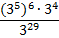 (3⁵)⁶ · 3⁴
3²⁹